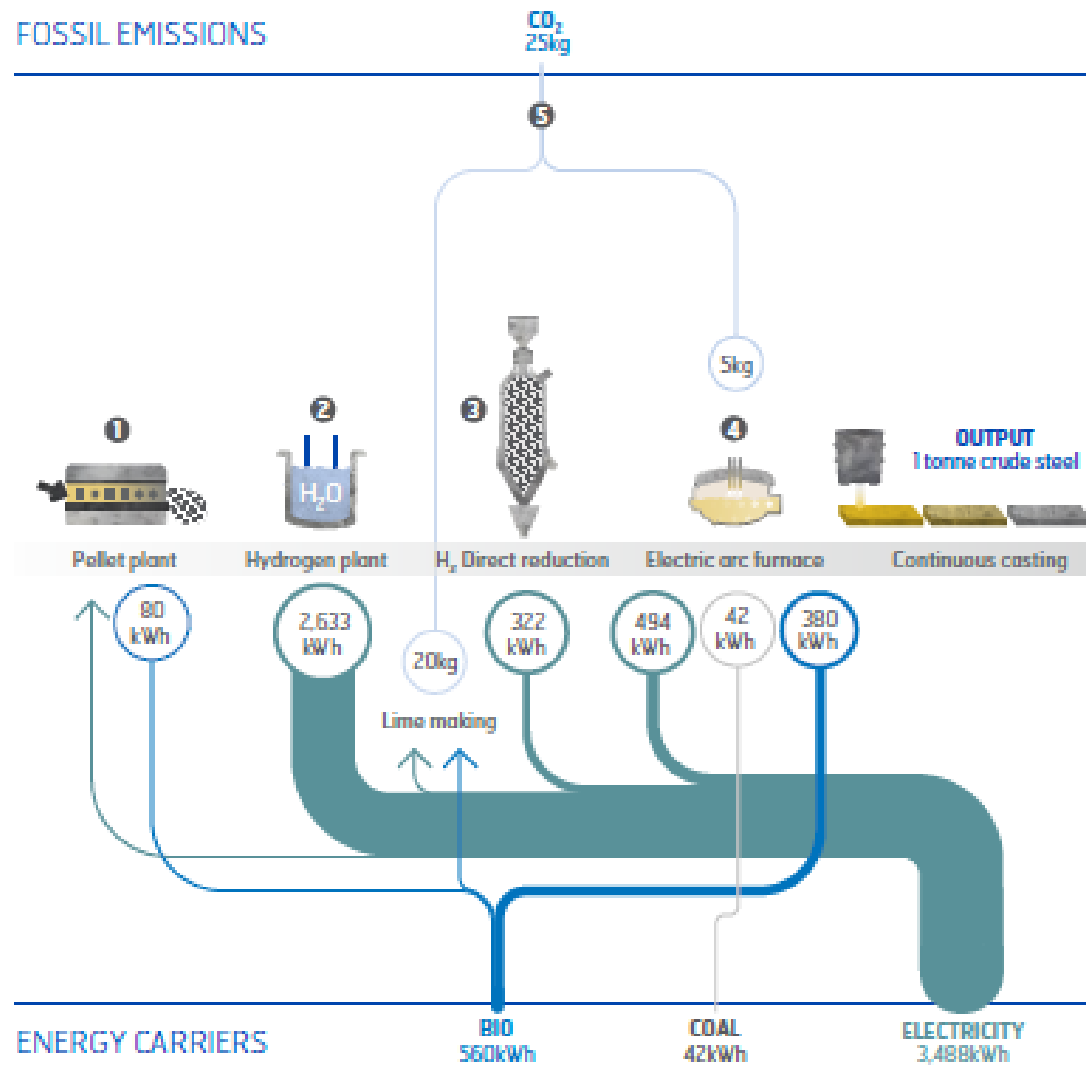 FOSSIL EMISSIONS
CO₂
25kg
5
5kg
1
2
3
4
H₂O
OUTPUT
1 tonne crude steel
Pellet plant
Hydrogen plant
H₂ Direct reduction
Electric arc furnace
Continuous casting
80
kWh
2,633
kWh
20kg
322
kWh
494
kWh
42
kWh
380
kWh
Lime making
ENERGY CARRIERS
BIO
560kWh
COAL
42kWh
ELECTRICITY
3,488kWh